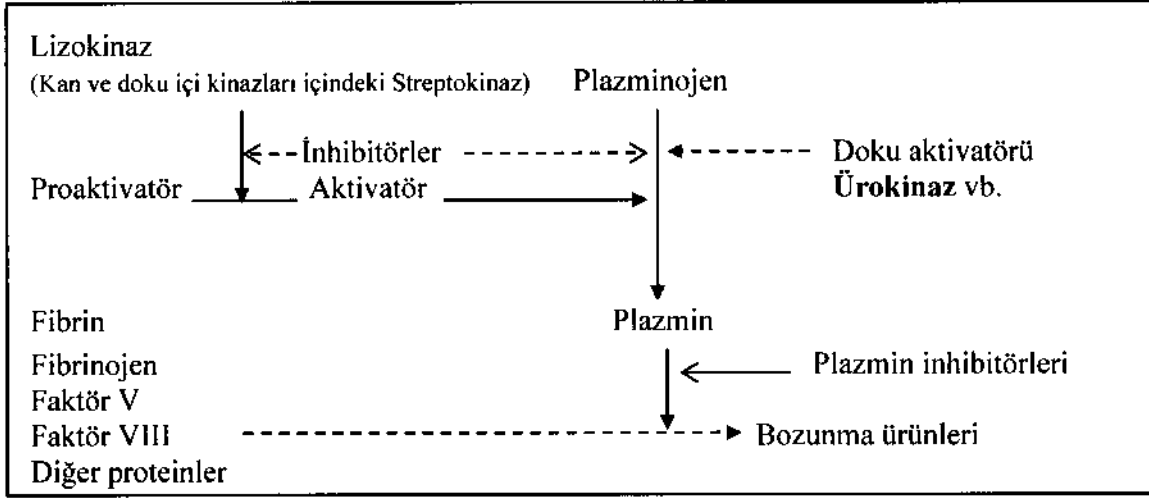 Lizokinaz
(Kan ve doku içi kinazları içindeki Streptokinaz) Plazminojen
İnhibitörler Doku aktivatörü
Proaktivatör Aktivatör Ürokinaz vb.
Fibrin Plazmin
Fibrinojen Plazmin inhibitörleri
Faktör V
Faktör VIII Bozunma ürünleri
Diğer proteinler